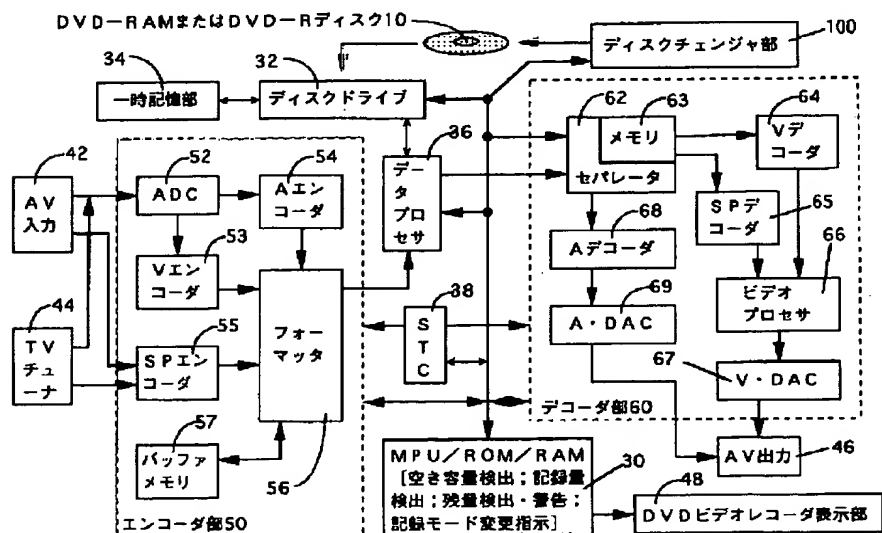 DVD-RAMまたはDVD-Rディスク10
100
ディスクチェンジャ部
34
32
一時記憶部
ディスクドライブ
62
63
64
メモリ
セパレータ
Vデ
コーダ
36
データプロセサ
42
AV
入力
52
ADC
54
Aエン
コーダ
SPデ
コーダ
65
68
Aデコーダ
66
53
Vエン
コーダ
38
STC
69
A・DAC
ビデオ
プロセサ
44
TV
チューナ
55
SPエン
コーダ
フォー
マッタ
67
V・DAC
デコーダ部60
57
バッファ
メモリ
56
エンコーダ部50
MPU/ROM/RAM
[空き容量検出;記録量
検出;残量検出・警告;
記録モード変更指示]
30
AV出力
46
48
DVDビデオレコーダ表示部